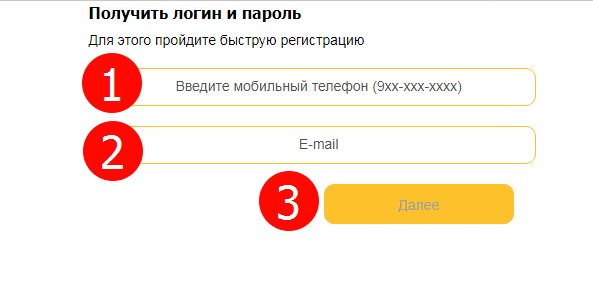 Получить логин и пароль
Для этого пройдите быструю регистрацию
1 Введите мобильный телефон (9xx-xxx-xxxx)
2 E-mail
3 Далее